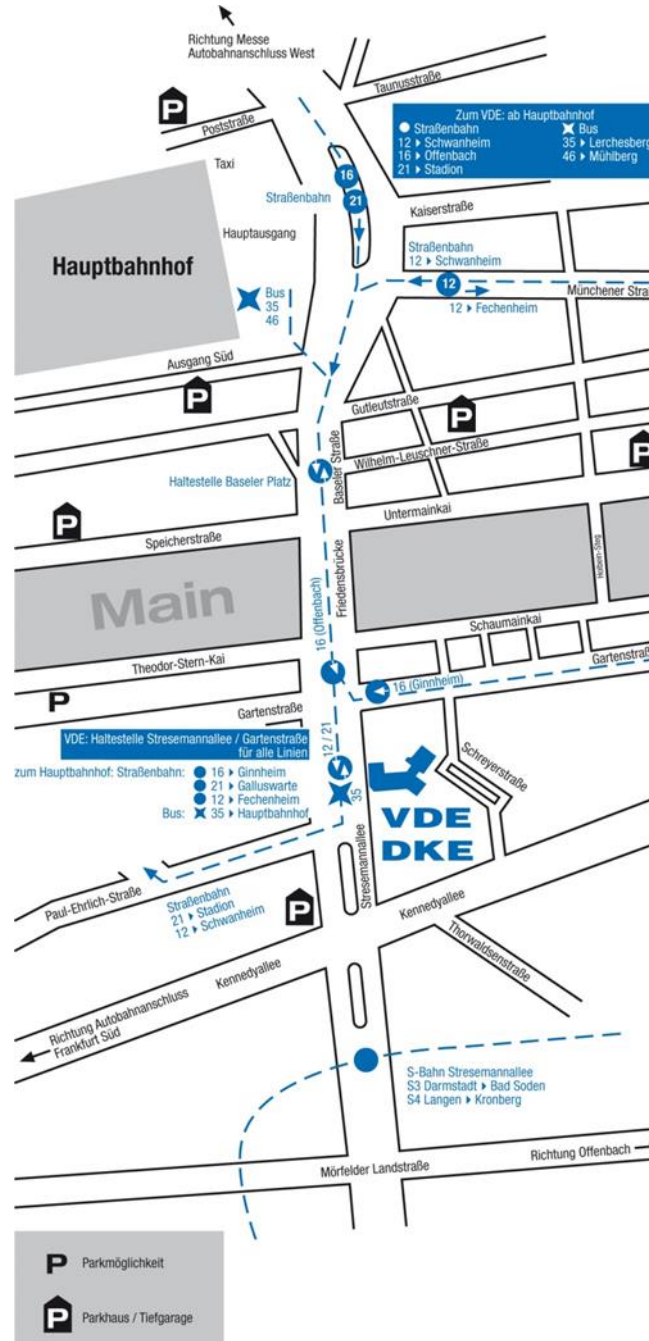 Richtung Messe
Autobahnanschluss West
Taunusstraße
P
Poststraße
Zum VDE: ab Hauptbahnhof
Straßenbahn
12 ▸ Schwanheim
16 ▸ Offenbach
21 ▸ Stadion
Bus
35 ▸ Lerchesberg
46 ▸ Mühlberg
Taxi
16
Straßenbahn
21
Kaiserstraße
Hauptausgang
Hauptbahnhof
Straßenbahn
12 ▸ Schwanheim
12
Münchener Stra
12 ▸ Fechenheim
Bus
35
46
Ausgang Süd
P
Gutleutstraße
P
Wilhelm-Leuschner-Straße
P
Baseler Straße
Haltestelle Baseler Platz
P
Untermainkai
Speicherstraße
Main
Friedensbrücke
Holbein-Steg
16 (Offenbach)
Schaumainkai
Theodor-Stern-Kai
Gartenstraß
P
16 (Ginnheim)
Gartenstraße
VDE: Haltestelle Stresemannallee / Gartenstraße
für alle Linien
12 / 21
zum Hauptbahnhof: Straßenbahn:
16 ▸ Ginnheim
21 ▸ Galluswarte
12 ▸ Fechenheim
Bus:
35 ▸ Hauptbahnhof
35
Schreyerstraße
VDE
DKE
Stresemannallee
Paul-Ehrlich-Straße
Straßenbahn
21 ▸ Stadion
12 ▸ Schwanheim
P
Kennedyallee
Thorwaldsenstraße
Kennedyallee
Richtung Autobahnanschluss
Frankfurt Süd
S-Bahn Stresemannallee
S3 Darmstadt ▸ Bad Soden
S4 Langen ▸ Kronberg
Richtung Offenbach
Mörfelder Landstraße
P Parkmöglichkeit
P Parkhaus / Tiefgarage